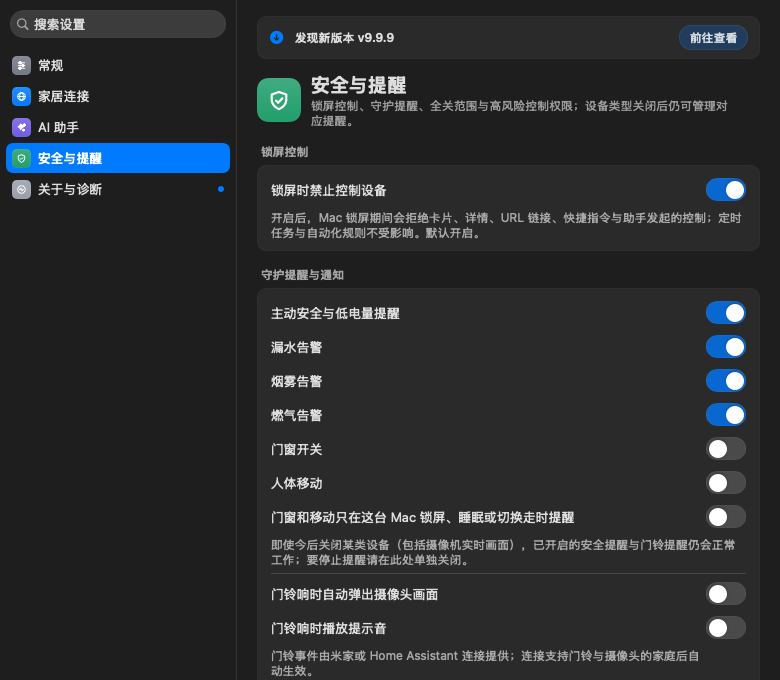 搜索设置
常规
家居连接
AI 助手
安全与提醒
关于与诊断
发现新版本 v9.9.9
前往查看
安全与提醒
锁屏控制、守护提醒、全关范围与高风险控制权限；设备类型关闭后仍可管理对
应提醒。
锁屏控制
锁屏时禁止控制设备
开启后，Mac 锁屏期间会拒绝卡片、详情、URL 链接、快捷指令与助手发起的控制；定时
任务与自动化规则不受影响。默认开启。
守护提醒与通知
主动安全与低电量提醒
漏水告警
烟雾告警
燃气告警
门窗开关
人体移动
门窗和移动只在这台 Mac 锁屏、睡眠或切换走时提醒
即使今后关闭某类设备（包括摄像机实时画面），已开启的安全提醒与门铃提醒仍会正常
工作；要停止提醒请在此处单独关闭。
门铃响时自动弹出摄像头画面
门铃响时播放提示音
门铃事件由米家或 Home Assistant 连接提供；连接支持门铃与摄像头的家庭后自
动生效。